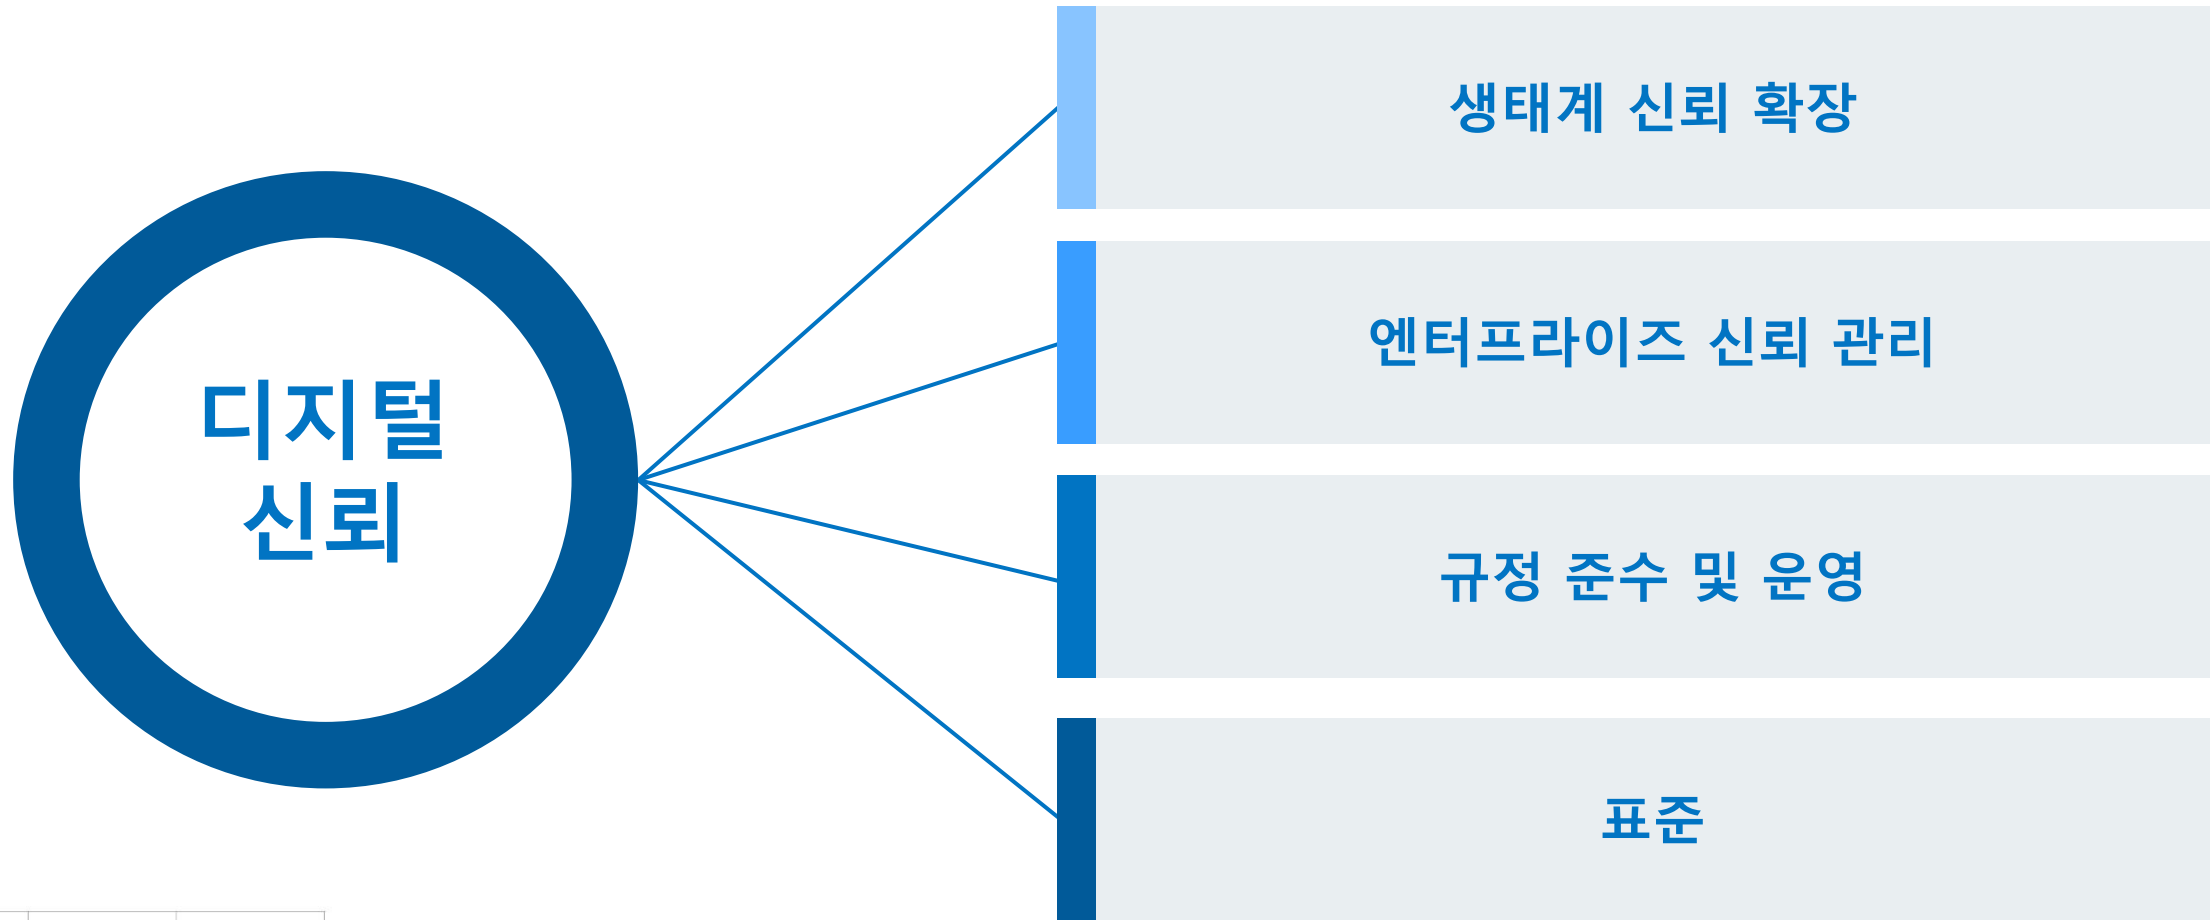 디지털
신뢰
생태계 신뢰 확장
엔터프라이즈 신뢰 관리
규정 준수 및 운영
표준